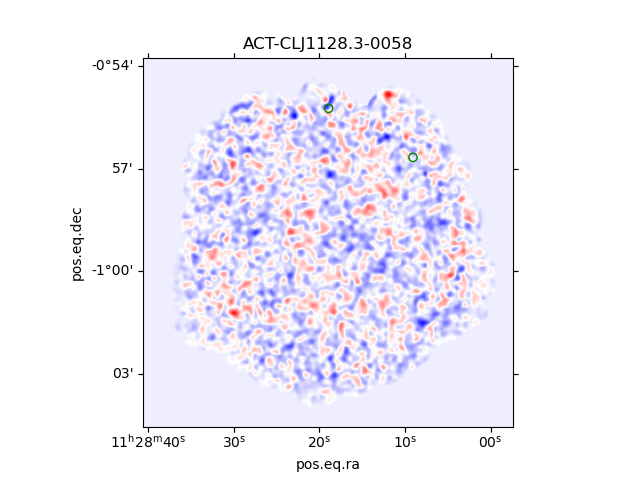 ACT-CLJ1128.3-0058
-0°54'
57'
-1°00'
03'
pos.eq.dec
11ʰ28ᵐ40ˢ 30ˢ 20ˢ 10ˢ 00ˢ
pos.eq.ra